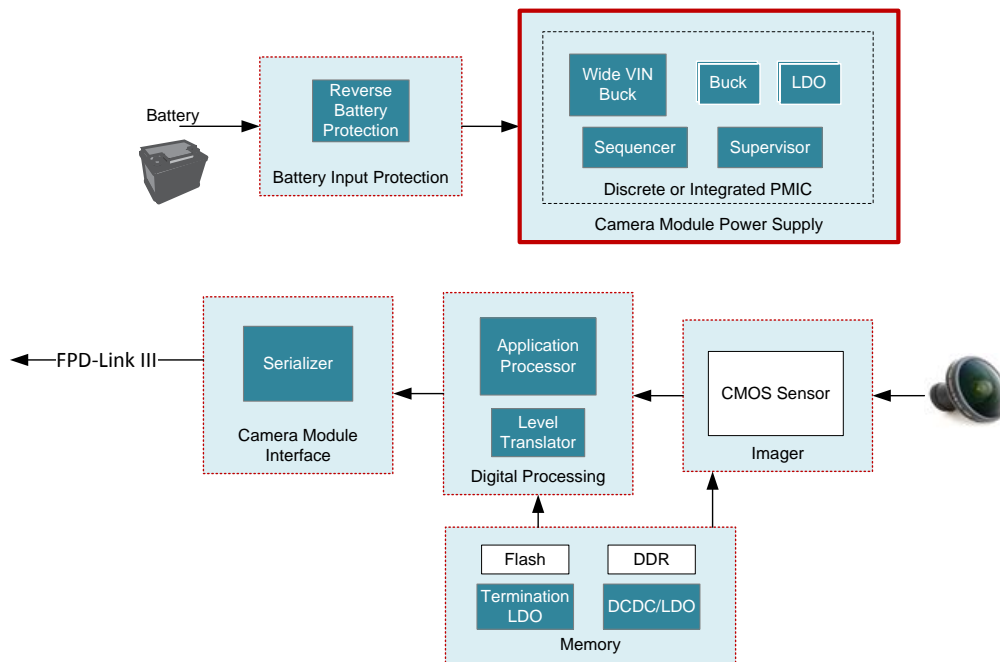 Battery
Reverse
Battery
Protection
Battery Input Protection
Wide VIN
Buck
Buck
LDO
Sequencer
Supervisor
Discrete or Integrated PMIC
Camera Module Power Supply
FPD-Link III
Serializer
Camera Module
Interface
Application
Processor
Level
Translator
Digital Processing
CMOS Sensor
Imager
Flash
DDR
Termination
LDO
DCDC/LDO
Memory